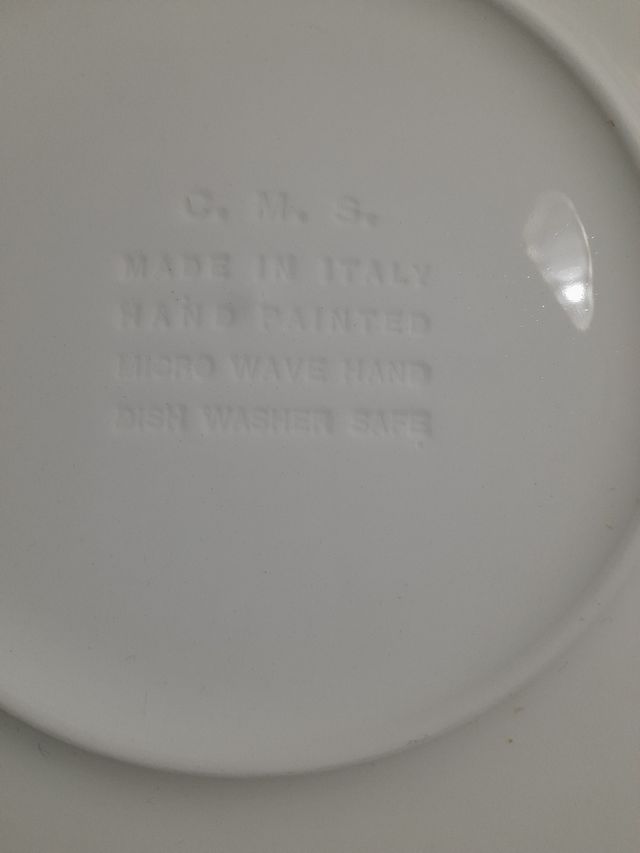 C. M. S.
MADE IN ITALY
HAND PAINTED
MICRO WAVE HAND
DISH WASHER SAFE